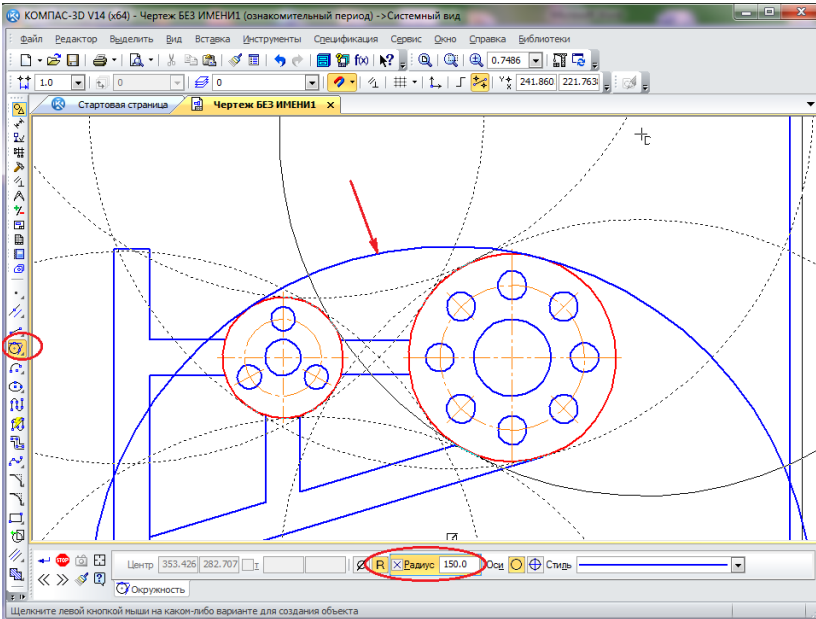 КОМПАС-3D V14 (x64) - Чертеж БЕЗ ИМЕНИ1 (ознакомительный период) ->Системный вид
Файл Редактор Выделить Вид Вставка Инструменты Спецификация Сервис Окно Справка Библиотеки
f(x) 0.7486
1.0 0 0 241.860 221.763
Стартовая страница Чертеж БЕЗ ИМЕНИ1
Центр 353.426 282.707 T R Радиус 150.0 Оси Стиль
Окружность
Щелкните левой кнопкой мыши на каком-либо варианте для создания объекта